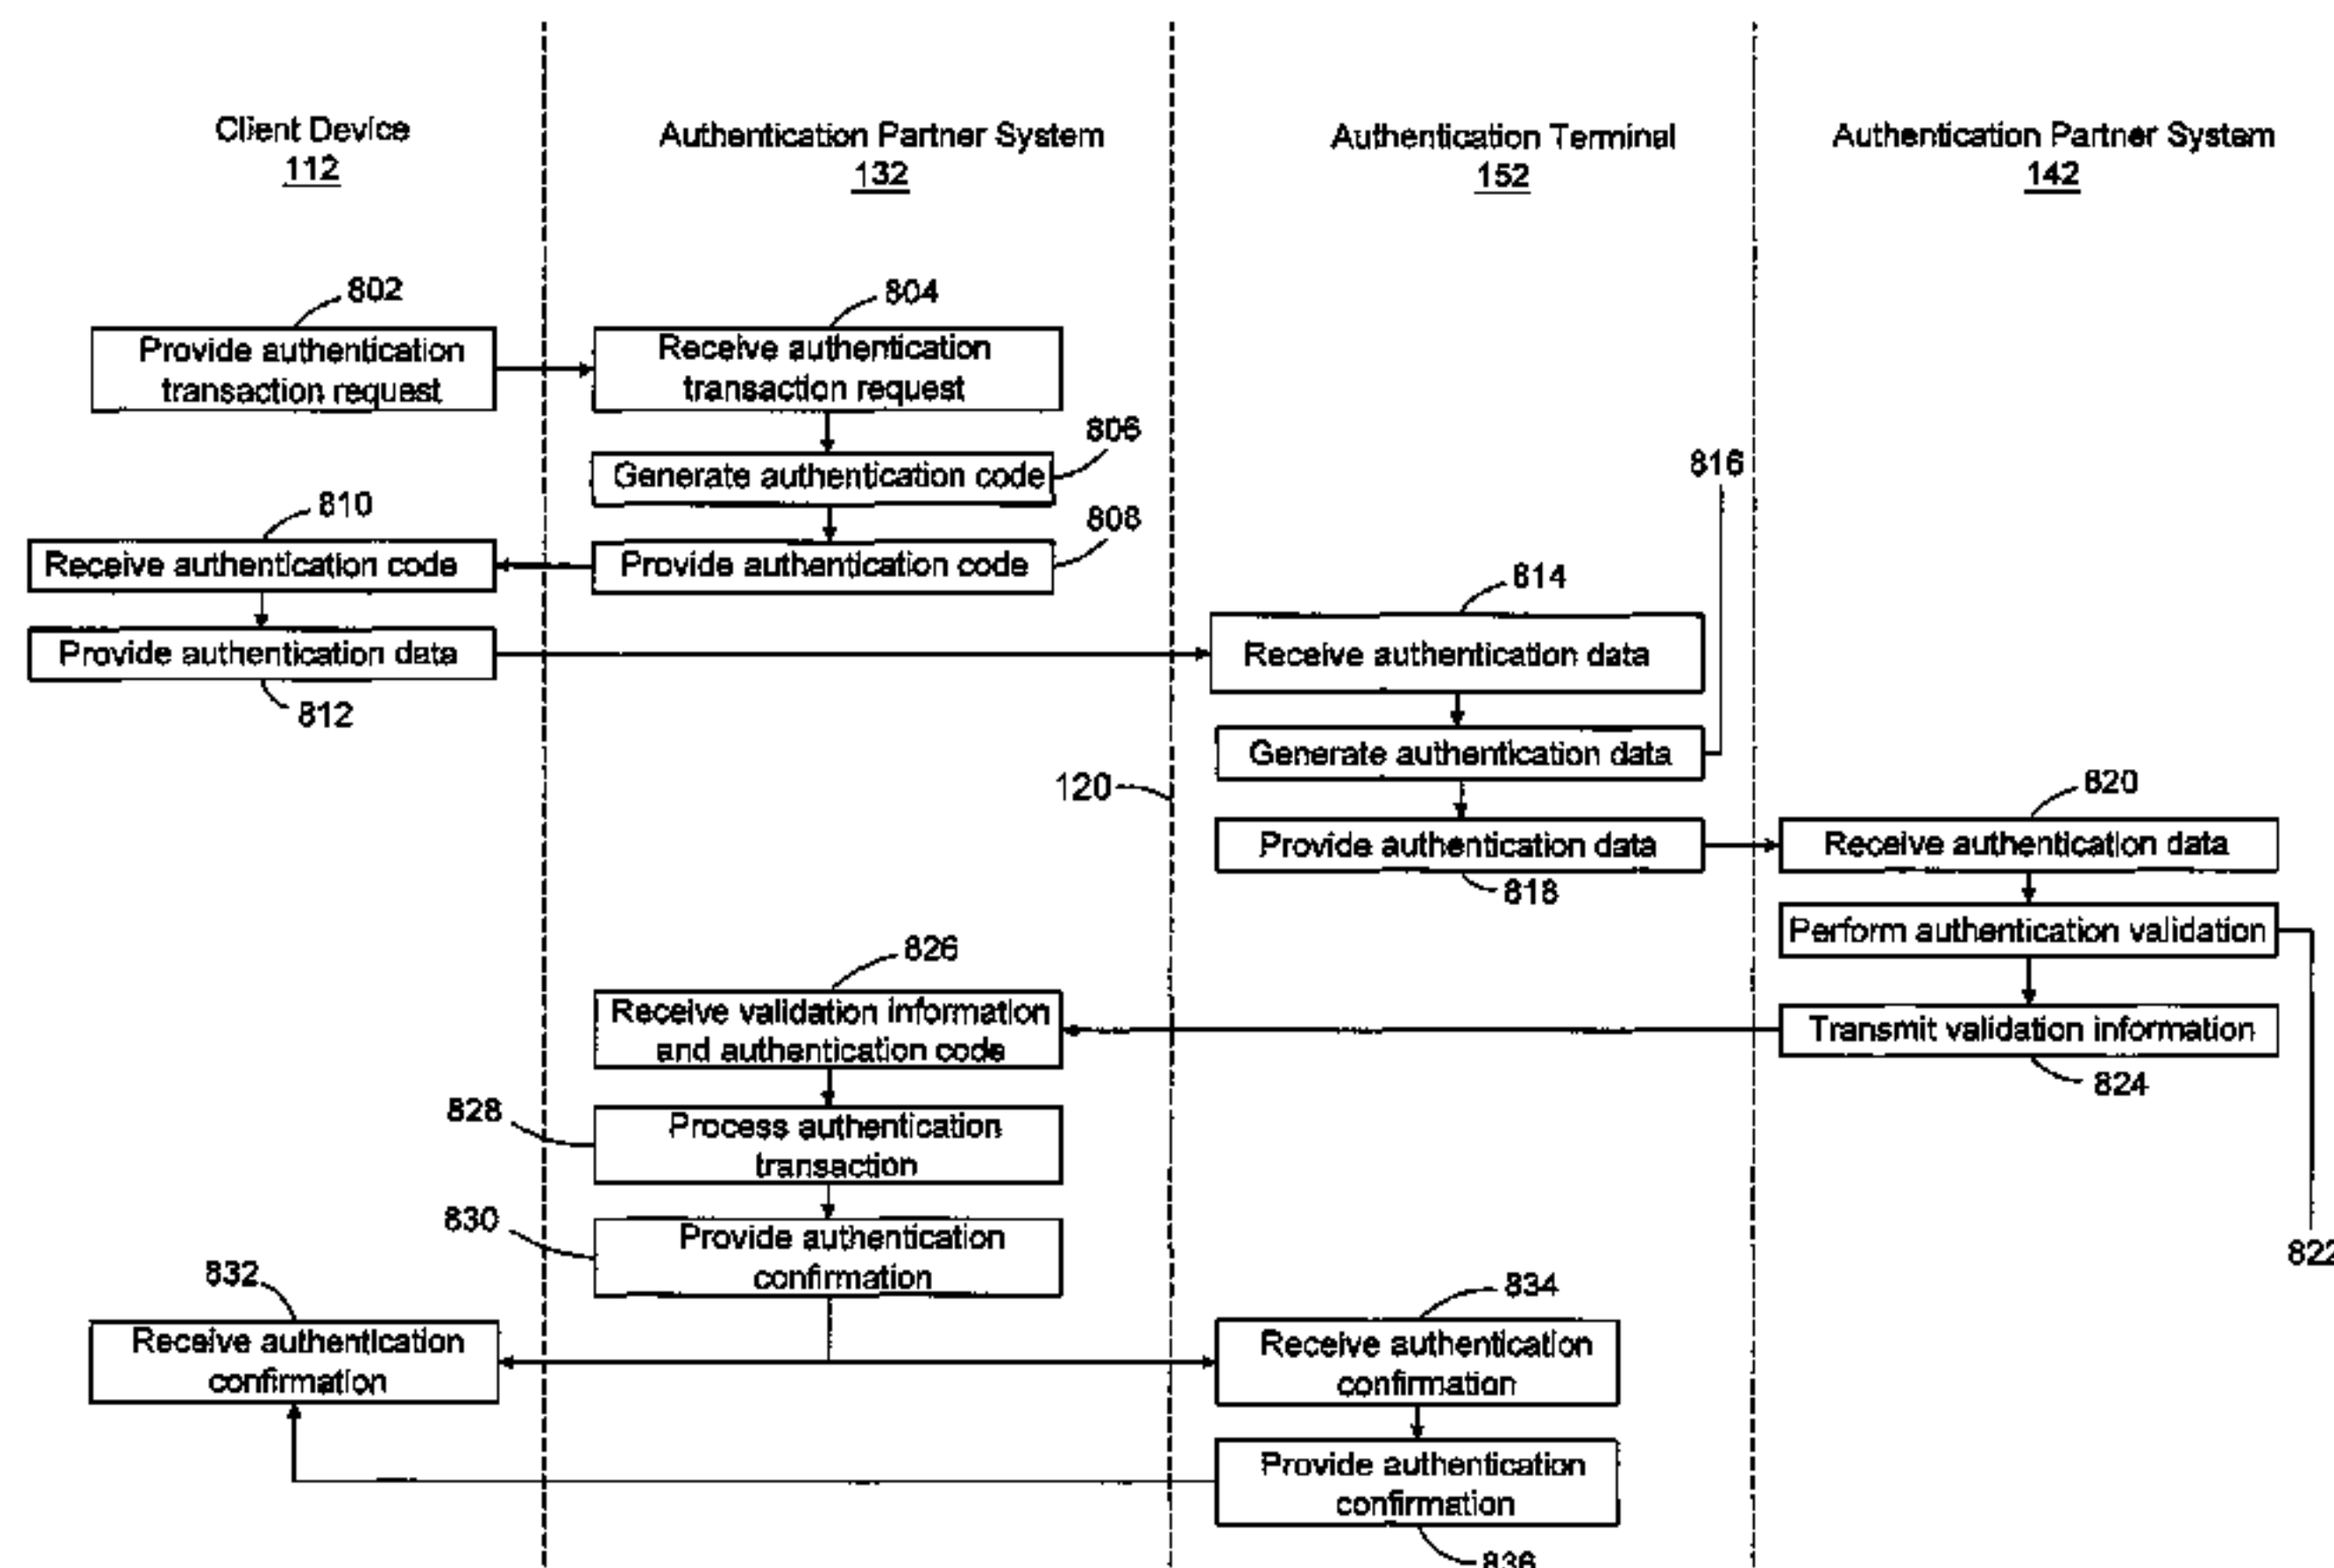 Client Device
112
Authentication Partner System
132
Authentication Terminal
152
Authentication Partner System
142
802
Provide authentication
transaction request
804
Receive authentication
transaction request
806
Generate authentication code
808
Provide authentication code
810
Receive authentication code
Provide authentication data
812
814
Receive authentication data
816
Generate authentication data
120
Provide authentication data
818
820
Receive authentication data
Perform authentication validation
822
Transmit validation information
824
826
Receive validation information
and authentication code
828
Process authentication
transaction
830
Provide authentication
confirmation
832
Receive authentication
confirmation
834
Receive authentication
confirmation
Provide authentication
confirmation
836